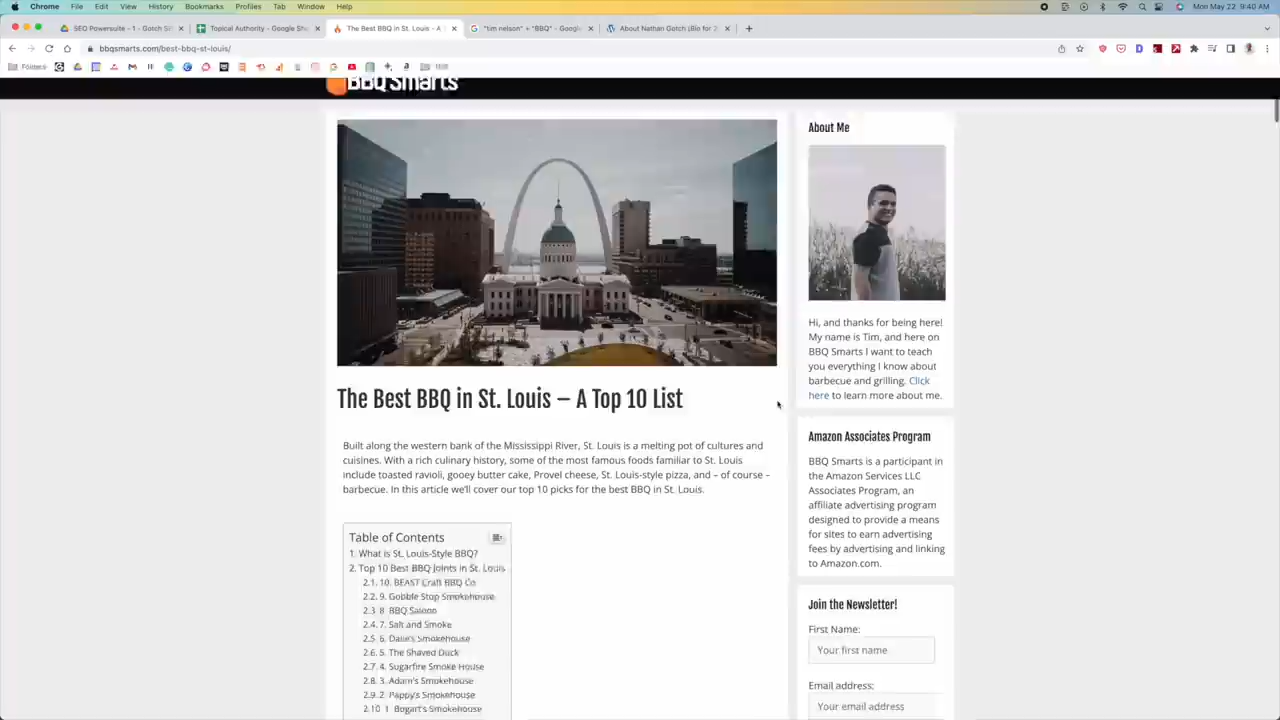 Chrome File Edit View History Bookmarks Profiles Tab Window Help
Mon May 22 9:40 AM
SEO Powersuite - 1 - Gotch SE
Topical Authority - Google She
The Best BBQ in St. Louis - A
"tim nelson" + "BBQ" - Google
About Nathan Gotch (Bio for 2
bbqsmarts.com/best-bbq-st-louis/
BBQ Smarts
The Best BBQ in St. Louis – A Top 10 List
Built along the western bank of the Mississippi River, St. Louis is a melting pot of cultures and
cuisines. With a rich culinary history, some of the most famous foods familiar to St. Louis
include toasted ravioli, gooey butter cake, Provel cheese, St. Louis-style pizza, and – of course –
barbecue. In this article we'll cover our top 10 picks for the best BBQ in St. Louis.
Table of Contents
1. What is St. Louis-Style BBQ?
2. Top 10 Best BBQ Joints in St. Louis
2.1. 10. BEAST Craft BBQ Co
2.2. 9. Gobble Stop Smokehouse
2.3. 8. BBQ Saloon
2.4. 7. Salt and Smoke
2.5. 6. Dalie's Smokehouse
2.6. 5. The Shaved Duck
2.7. 4. Sugarfire Smoke House
2.8. 3. Adam's Smokehouse
2.9. 2. Pappy's Smokehouse
2.10. 1. Bogart's Smokehouse
About Me
Hi, and thanks for being here!
My name is Tim, and here on
BBQ Smarts I want to teach
you everything I know about
barbecue and grilling. Click
here to learn more about me.
Amazon Associates Program
BBQ Smarts is a participant in
the Amazon Services LLC
Associates Program, an
affiliate advertising program
designed to provide a means
for sites to earn advertising
fees by advertising and linking
to Amazon.com.
Join the Newsletter!
First Name:
Your first name
Email address:
Your email address